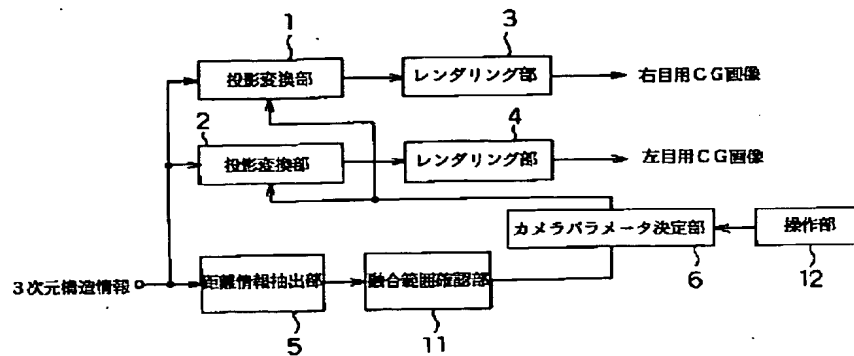 1
投影変換部
3
レンダリング部
右目用CG画像
2
投影変換部
4
レンダリング部
左目用CG画像
カメラパラメータ決定部
6
操作部
12
3次元構造情報
距離情報抽出部
5
融合範囲確認部
11